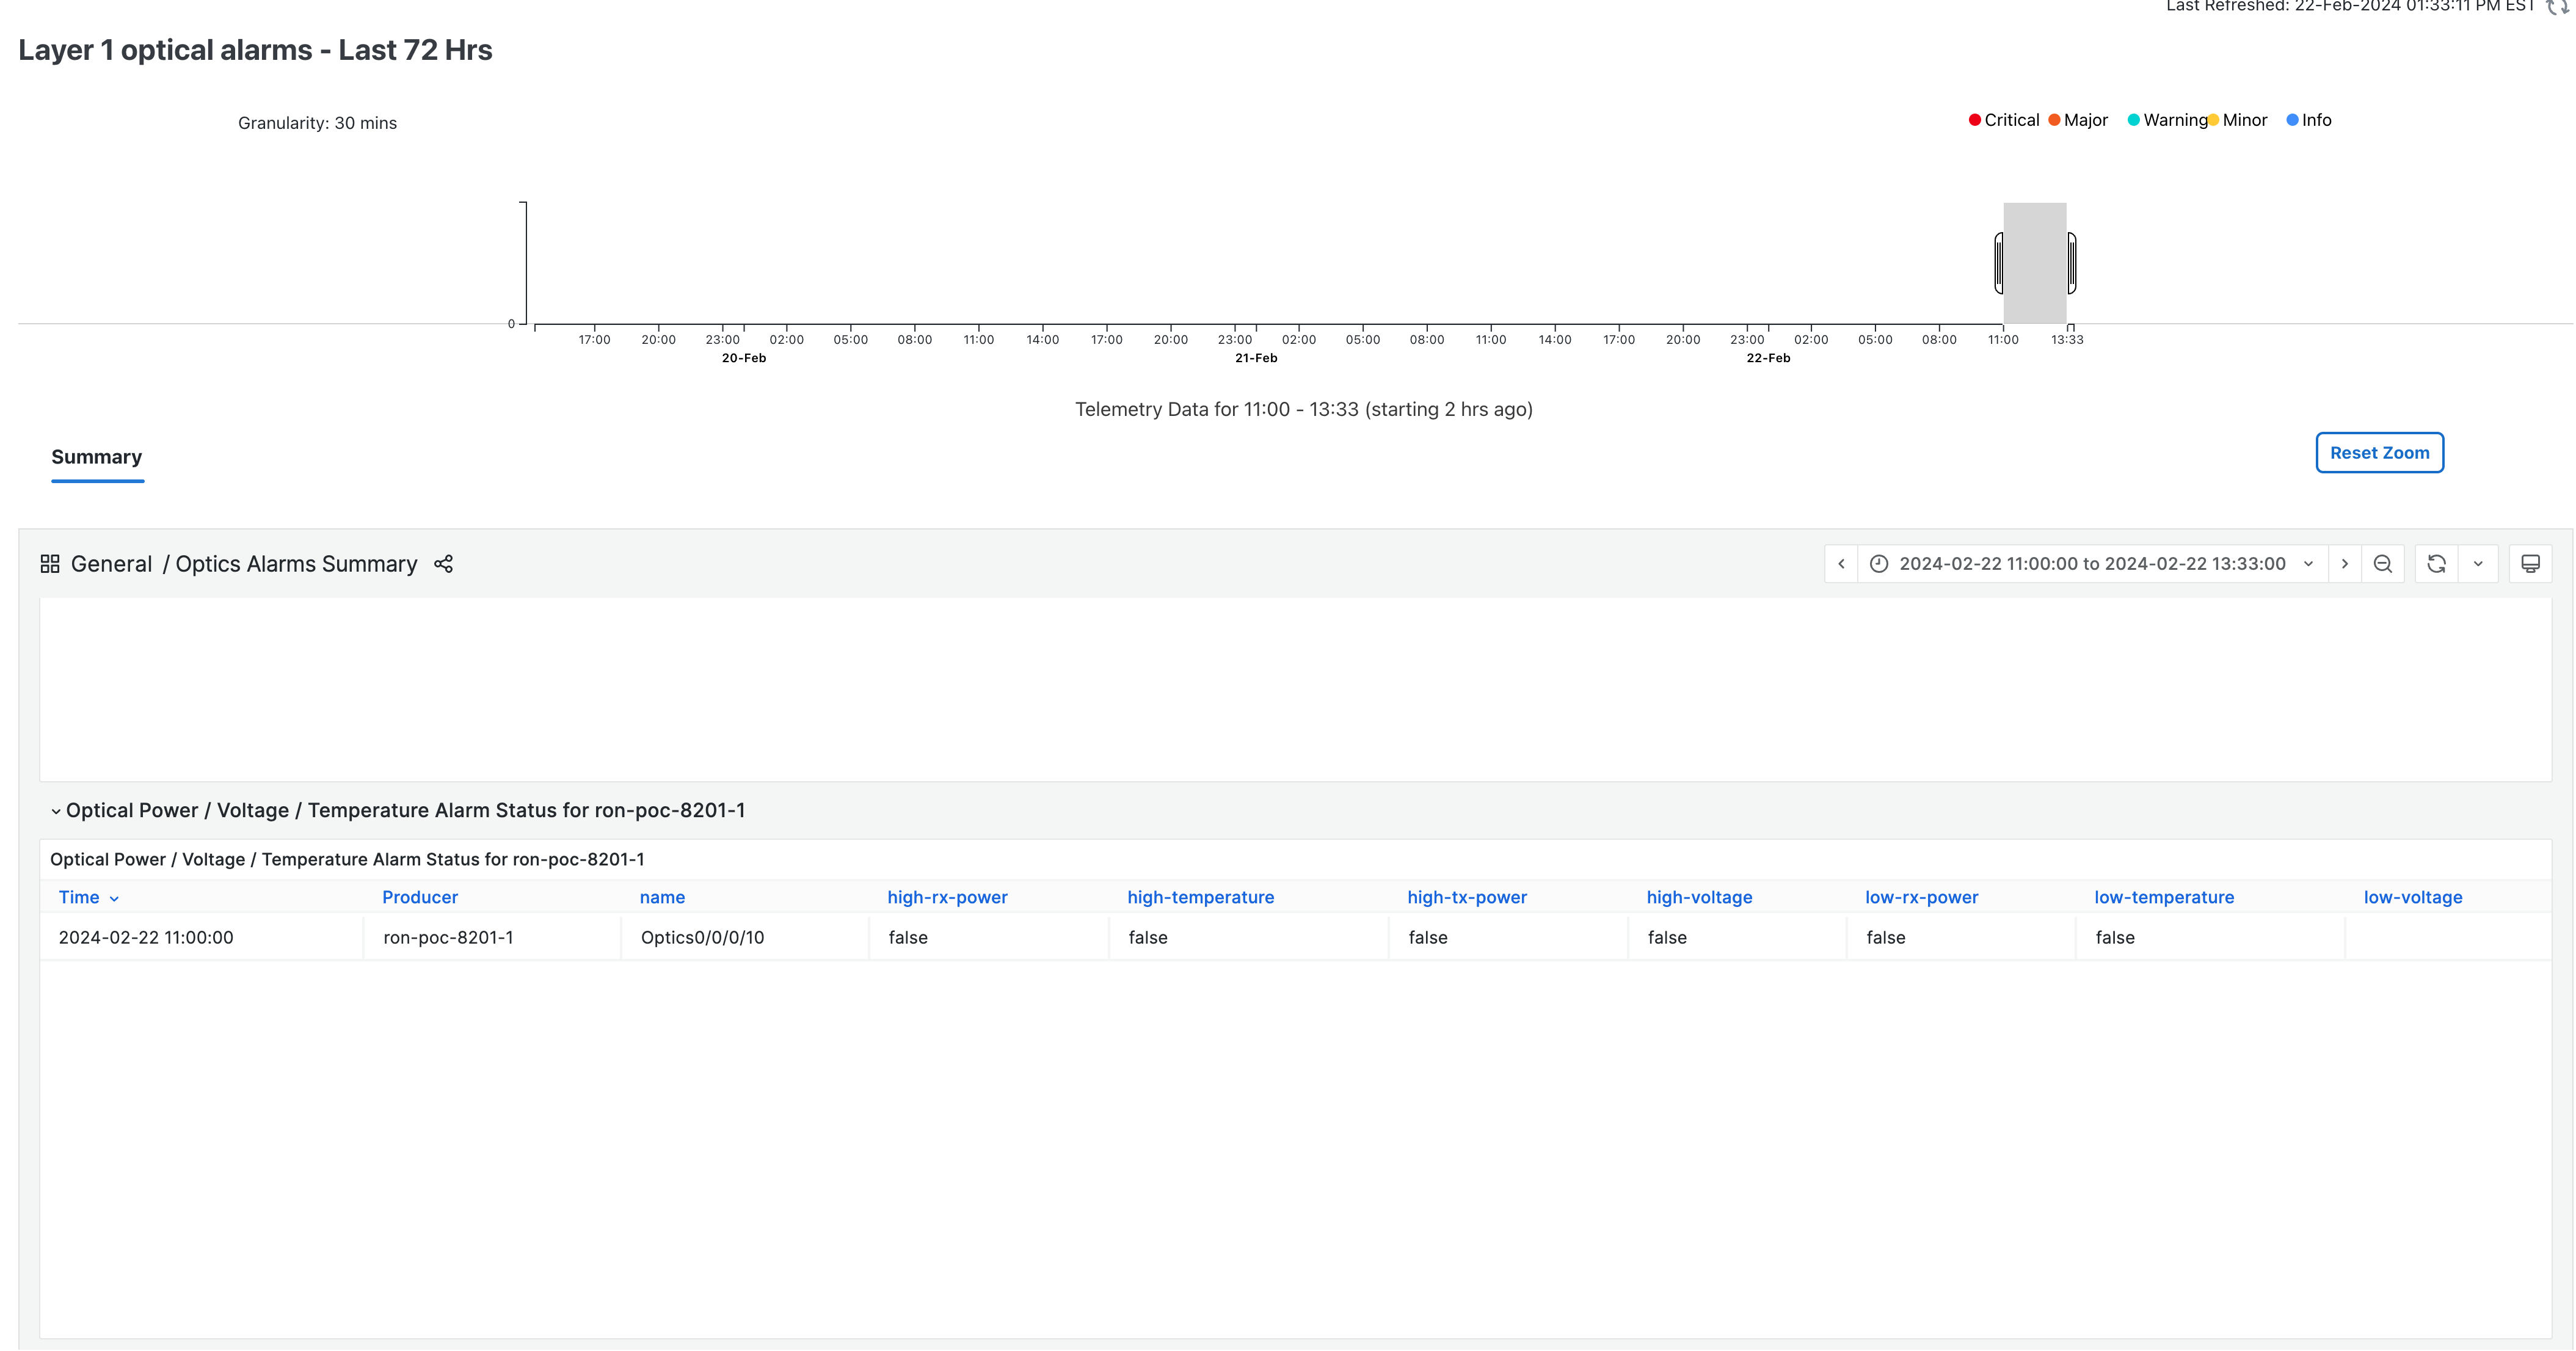 Last Refreshed: 22-Feb-2024 01:33:11 PM EST
Layer 1 optical alarms - Last 72 Hrs
Granularity: 30 mins
Critical Major Warning Minor Info
0
17:00 20:00 23:00 02:00 05:00 08:00 11:00 14:00 17:00 20:00 23:00 02:00 05:00 08:00 11:00 14:00 17:00 20:00 23:00 02:00 05:00 08:00 11:00 13:33
20-Feb 21-Feb 22-Feb
Telemetry Data for 11:00 - 13:33 (starting 2 hrs ago)
Summary
Reset Zoom
General / Optics Alarms Summary
2024-02-22 11:00:00 to 2024-02-22 13:33:00
Optical Power / Voltage / Temperature Alarm Status for ron-poc-8201-1
Optical Power / Voltage / Temperature Alarm Status for ron-poc-8201-1
Time Producer name high-rx-power high-temperature high-tx-power high-voltage low-rx-power low-temperature low-voltage
2024-02-22 11:00:00 ron-poc-8201-1 Optics0/0/0/10 false false false false false false